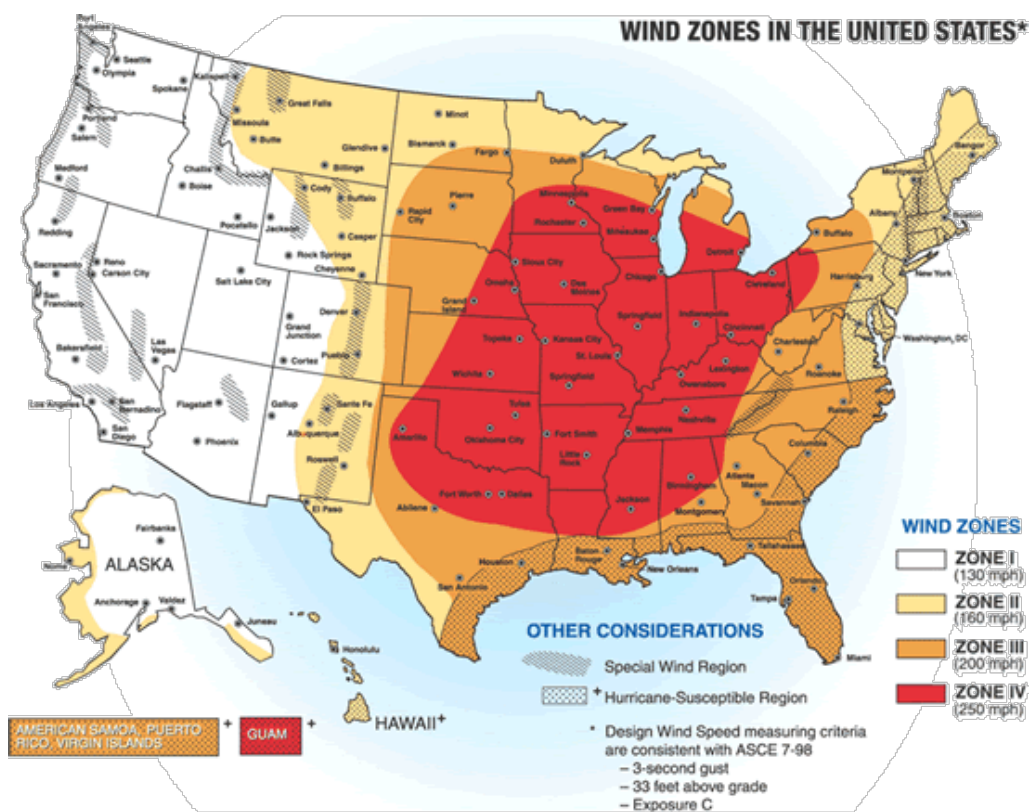 WIND ZONES IN THE UNITED STATES*
Port
Angeles
Seattle
Olympia
Spokane
Kalispell
Great Falls
Portland
Salem
Missoula
Butte
Glendive
Billings
Minot
Bismarck
Fargo
Duluth
Medford
Challis
Boise
Cody
Buffalo
Pierre
Rapid
City
Minneapolis
Rochester
Green Bay
Milwaukee
Montpelier
Bangor
Albany
Boston
Redding
Pocatello
Jackson
Casper
Rock Springs
Cheyenne
Sioux City
Detroit
Buffalo
New York
Reno
Carson City
Sacramento
San
Francisco
Salt Lake City
Omaha
Des
Moines
Grand
Island
Chicago
Cleveland
Harrisburg
Washington, DC
Denver
Grand
Junction
Pueblo
Cortez
Topeka
Kansas City
Springfield
Indianapolis
Cincinnati
St. Louis
Charleston
Roanoke
Bakersfield
Las
Vegas
Wichita
Springfield
Lexington
Owensboro
Raleigh
Los Angeles
San
Bernadino
San
Diego
Flagstaff
Phoenix
Gallup
Sante Fe
Albuquerque
Roswell
El Paso
Amarillo
Tulsa
Oklahoma City
Fort Smith
Little
Rock
Memphis
Nashville
Columbia
Atlanta
Macon
Savannah
Birmingham
Montgomery
Jackson
Fort Worth
Dallas
Abilene
Houston
San Antonio
Baton
Rouge
New Orleans
Tallahassee
Orlando
Tampa
Miami
Fairbanks
ALASKA
Nome
Anchorage
Valdez
Juneau
Honolulu
HAWAII+
AMERICAN SAMOA, PUERTO
RICO, VIRGIN ISLANDS
+
GUAM
+
WIND ZONES
ZONE I
(130 mph)
ZONE II
(160 mph)
ZONE III
(200 mph)
ZONE IV
(250 mph)
OTHER CONSIDERATIONS
Special Wind Region
+ Hurricane-Susceptible Region
* Design Wind Speed measuring criteria
are consistent with ASCE 7-98
– 3-second gust
– 33 feet above grade
– Exposure C